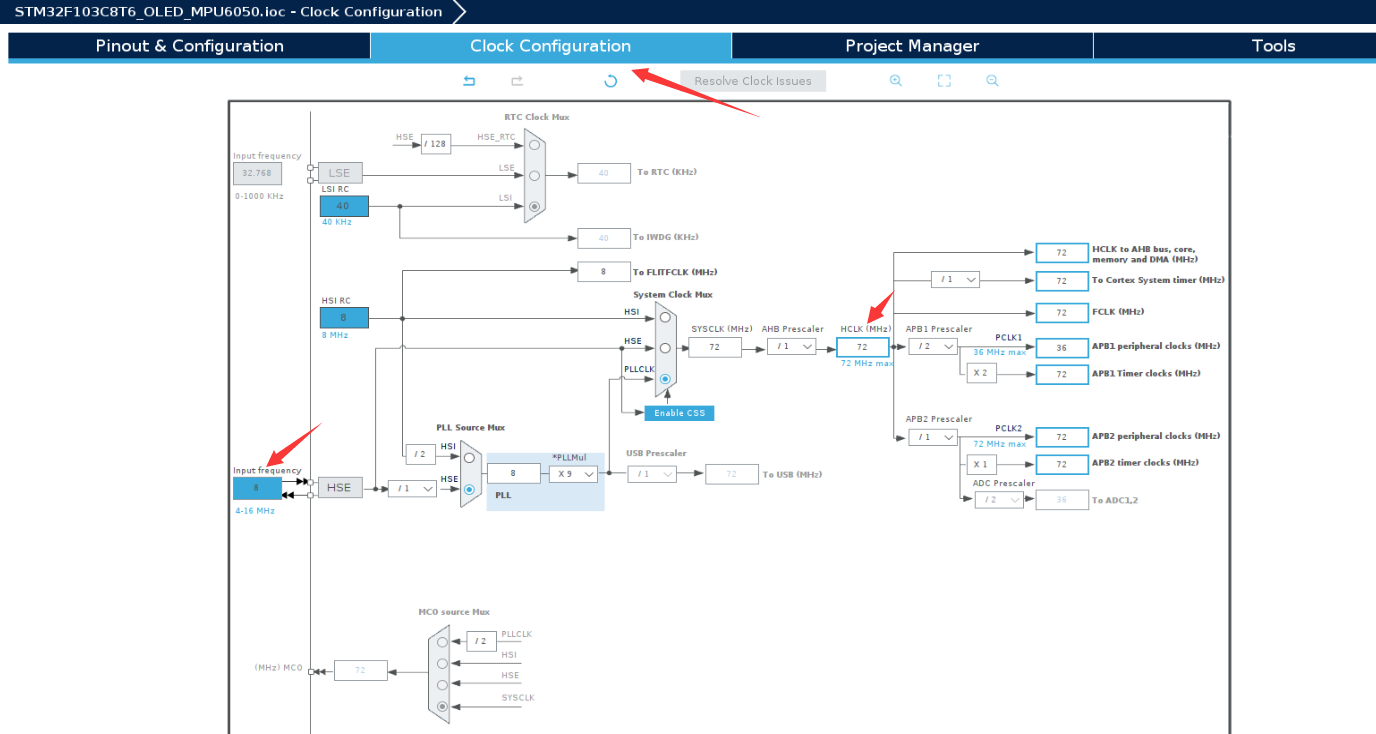 STM32F103C8T6_OLED_MPU6050.ioc - Clock Configuration
Pinout & Configuration
Clock Configuration
Project Manager
Tools
Resolve Clock Issues
RTC Clock Mux
HSE
/ 128
HSE_RTC
Input frequency
32.768
LSE
LSE
40
To RTC (KHz)
0-1000 KHz
LSI RC
LSI
40
40 KHz
40
To IWDG (KHz)
8
To FLITFCLK (MHz)
HSI RC
8
8 MHz
System Clock Mux
HSI
HSE
PLLCLK
Enable CSS
SYSCLK (MHz)
72
AHB Prescaler
/ 1
HCLK (MHz)
72
72 MHz max
72
HCLK to AHB bus, core,
memory and DMA (MHz)
/ 1
72
To Cortex System timer (MHz)
72
FCLK (MHz)
APB1 Prescaler
/ 2
PCLK1
36 MHz max
36
APB1 peripheral clocks (MHz)
X 2
72
APB1 Timer clocks (MHz)
APB2 Prescaler
/ 1
PCLK2
72 MHz max
72
APB2 peripheral clocks (MHz)
X 1
72
APB2 timer clocks (MHz)
ADC Prescaler
/ 2
36
To ADC1,2
PLL Source Mux
/ 2
HSI
Input frequency
8
4-16 MHz
HSE
/ 1
HSE
8
*PLLMul
X 9
PLL
USB Prescaler
/ 1
72
To USB (MHz)
MCO source Mux
/ 2
PLLCLK
HSI
HSE
SYSCLK
(MHz) MCO
72